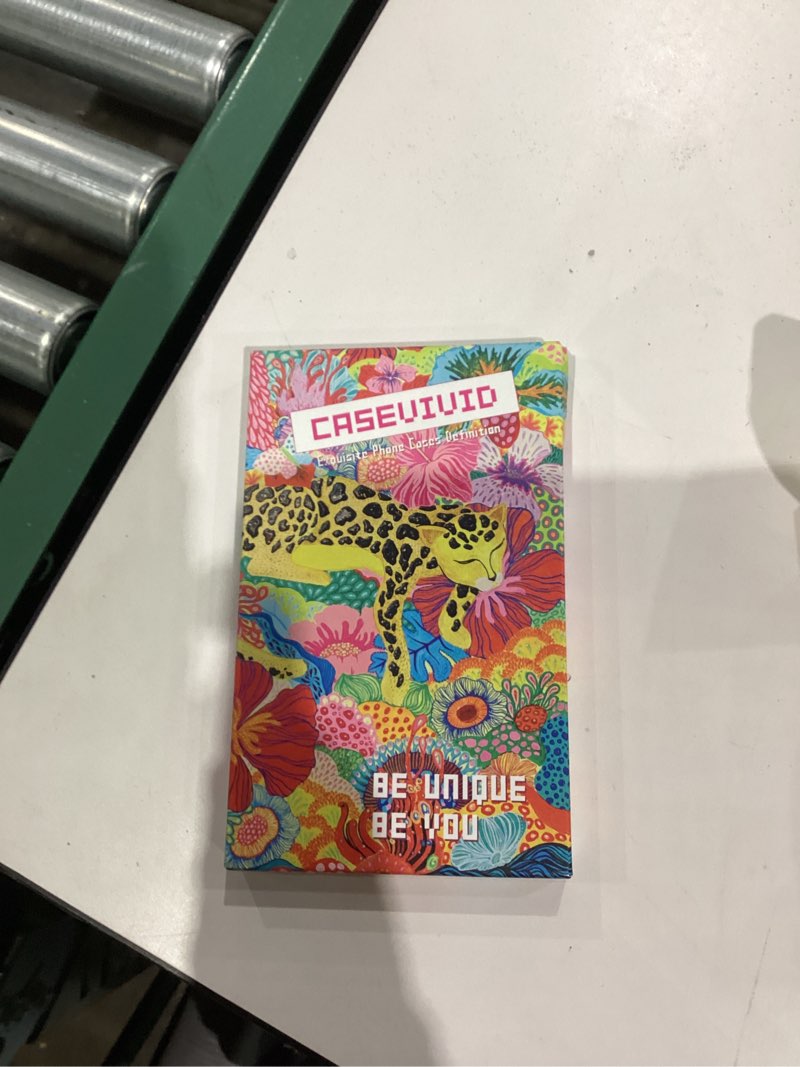 CASEVIVID
Exquisite Phone Cases Definition
BE UNIQUE
BE YOU